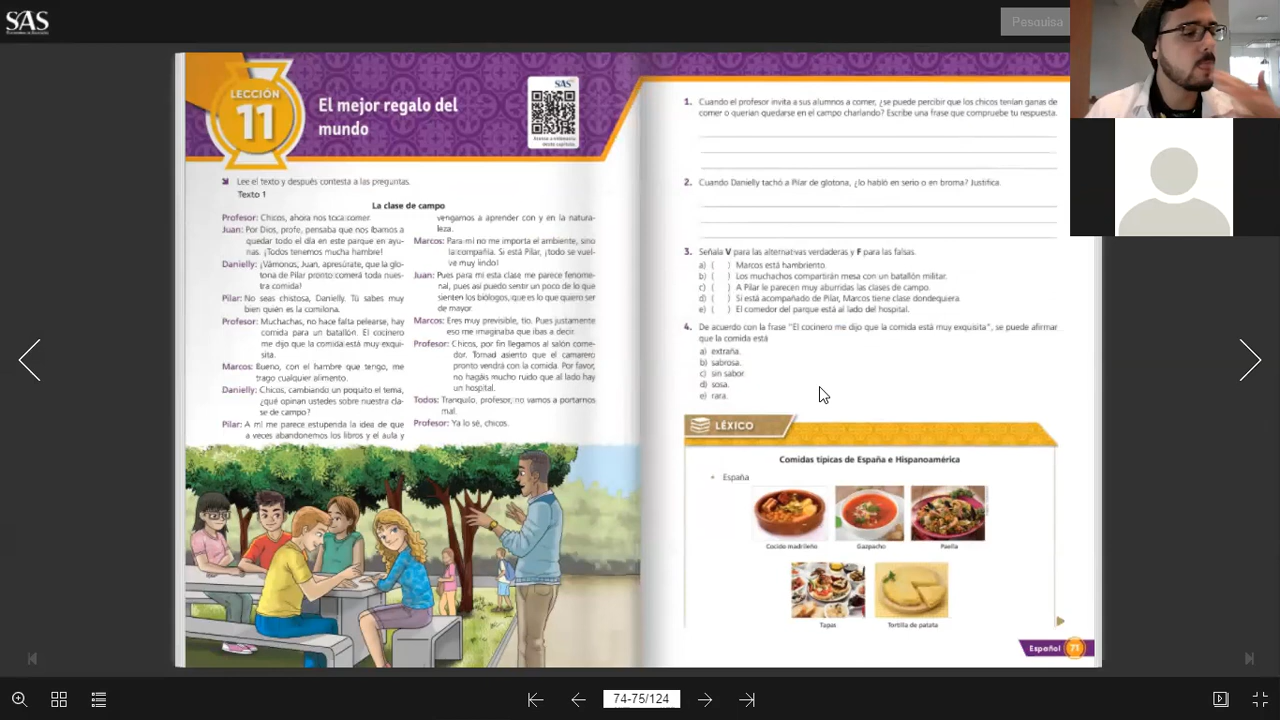 SAS
Pesquisa
LECCIÓN
11
El mejor regalo del
mundo
SAS
Lee el texto y después contesta a las preguntas.
Texto 1
La clase de campo
Profesor: Chicos, ahora nos toca comer.
Juan: Por Dios, profe, pensaba que nos íbamos a
quedar todo el día en este parque en ayu-
nas. ¡Todos tenemos mucha hambre!
Danielly: ¡Vámonos, Juan, apresúrate, que la glo-
tona de Pilar pronto comerá toda nues-
tra comida!
Pilar: No seas chistosa, Danielly. Tú sabes muy
bien quién es la comilona.
Profesor: Muchachas, no hace falta pelearse, hay
comida para un batallón. El cocinero
me dijo que la comida está muy exqui-
sita.
Marcos: Bueno, con el hambre que tengo, me
trago cualquier alimento.
Danielly: Chicos, cambiando un poquito el tema,
¿qué opinan ustedes sobre nuestra cla-
se de campo?
Pilar: A mí me parece estupenda la idea de que
a veces abandonemos los libros y el aula y
vengamos a aprender con y en la natura-
leza.
Marcos: Para mí no me importa el ambiente, sino
la compañía. Si está Pilar, ¡todo se vuel-
ve muy lindo!
Juan: Pues para mí esta clase me parece fenome-
nal, pues así puedo sentir un poco de lo que
sienten los biólogos, que es lo que quiero ser
de mayor.
Marcos: Eres muy previsible, tío. Pues justamente
eso me imaginaba que ibas a decir.
Profesor: Chicos, por fin llegamos al salón come-
dor. Tomad asiento que el camarero
pronto vendrá con la comida. Por favor,
no hagáis mucho ruido que al lado hay
un hospital.
Todos: Tranquilo, profesor, no vamos a portarnos
mal.
Profesor: Ya lo sé, chicos.
1. Cuando el profesor invita a sus alumnos a comer, ¿se puede percibir que los chicos tenían ganas de
comer o querían quedarse en el campo charlando? Escribe una frase que compruebe tu respuesta.
2. Cuando Danielly tachó a Pilar de glotona, ¿lo habló en serio o en broma? Justifica.
3. Señala V para las alternativas verdaderas y F para las falsas.
a) ( ) Marcos está hambriento.
b) ( ) Los muchachos compartirán mesa con un batallón militar.
c) ( ) A Pilar le parecen muy aburridas las clases de campo.
d) ( ) Si está acompañado de Pilar, Marcos tiene clase dondequiera.
e) ( ) El comedor del parque está al lado del hospital.
4. De acuerdo con la frase "El cocinero me dijo que la comida está muy exquisita", se puede afirmar
que la comida está
a) extraña.
b) sabrosa.
c) sin sabor.
d) sosa.
e) rara.
LÉXICO
Comidas típicas de España e Hispanoamérica
• España
Cocido madrileño
Gazpacho
Paella
Tapas
Tortilla de patata
Español 71
74-75/124